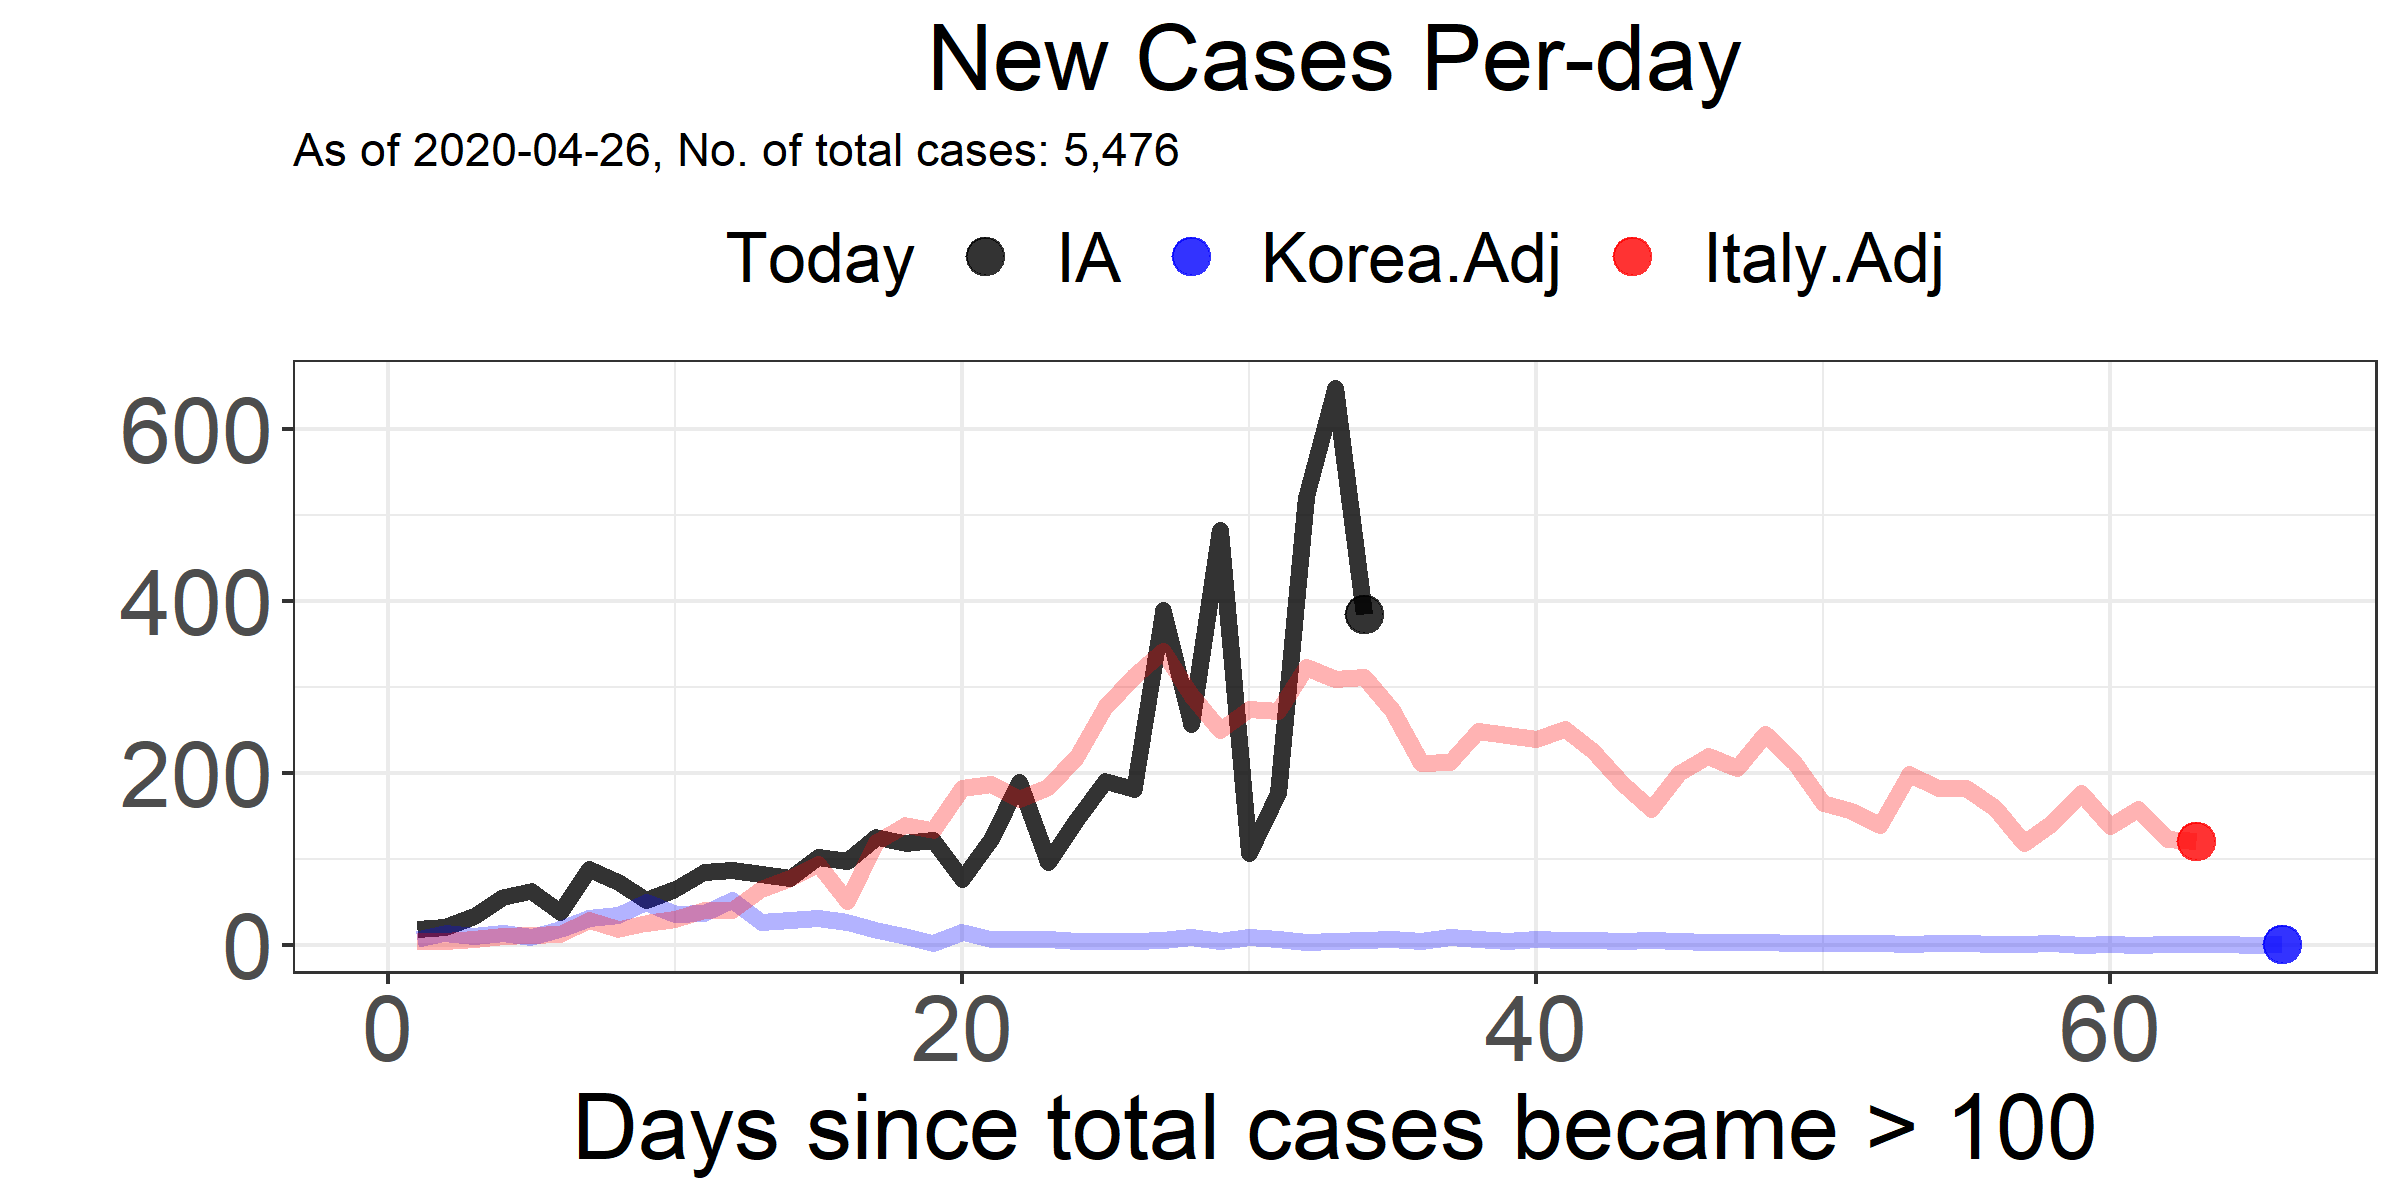 New Cases Per-day
As of 2020-04-26, No. of total cases: 5,476
Today IA Korea.Adj Italy.Adj
600
400
200
0
0 20 40 60
Days since total cases became > 100